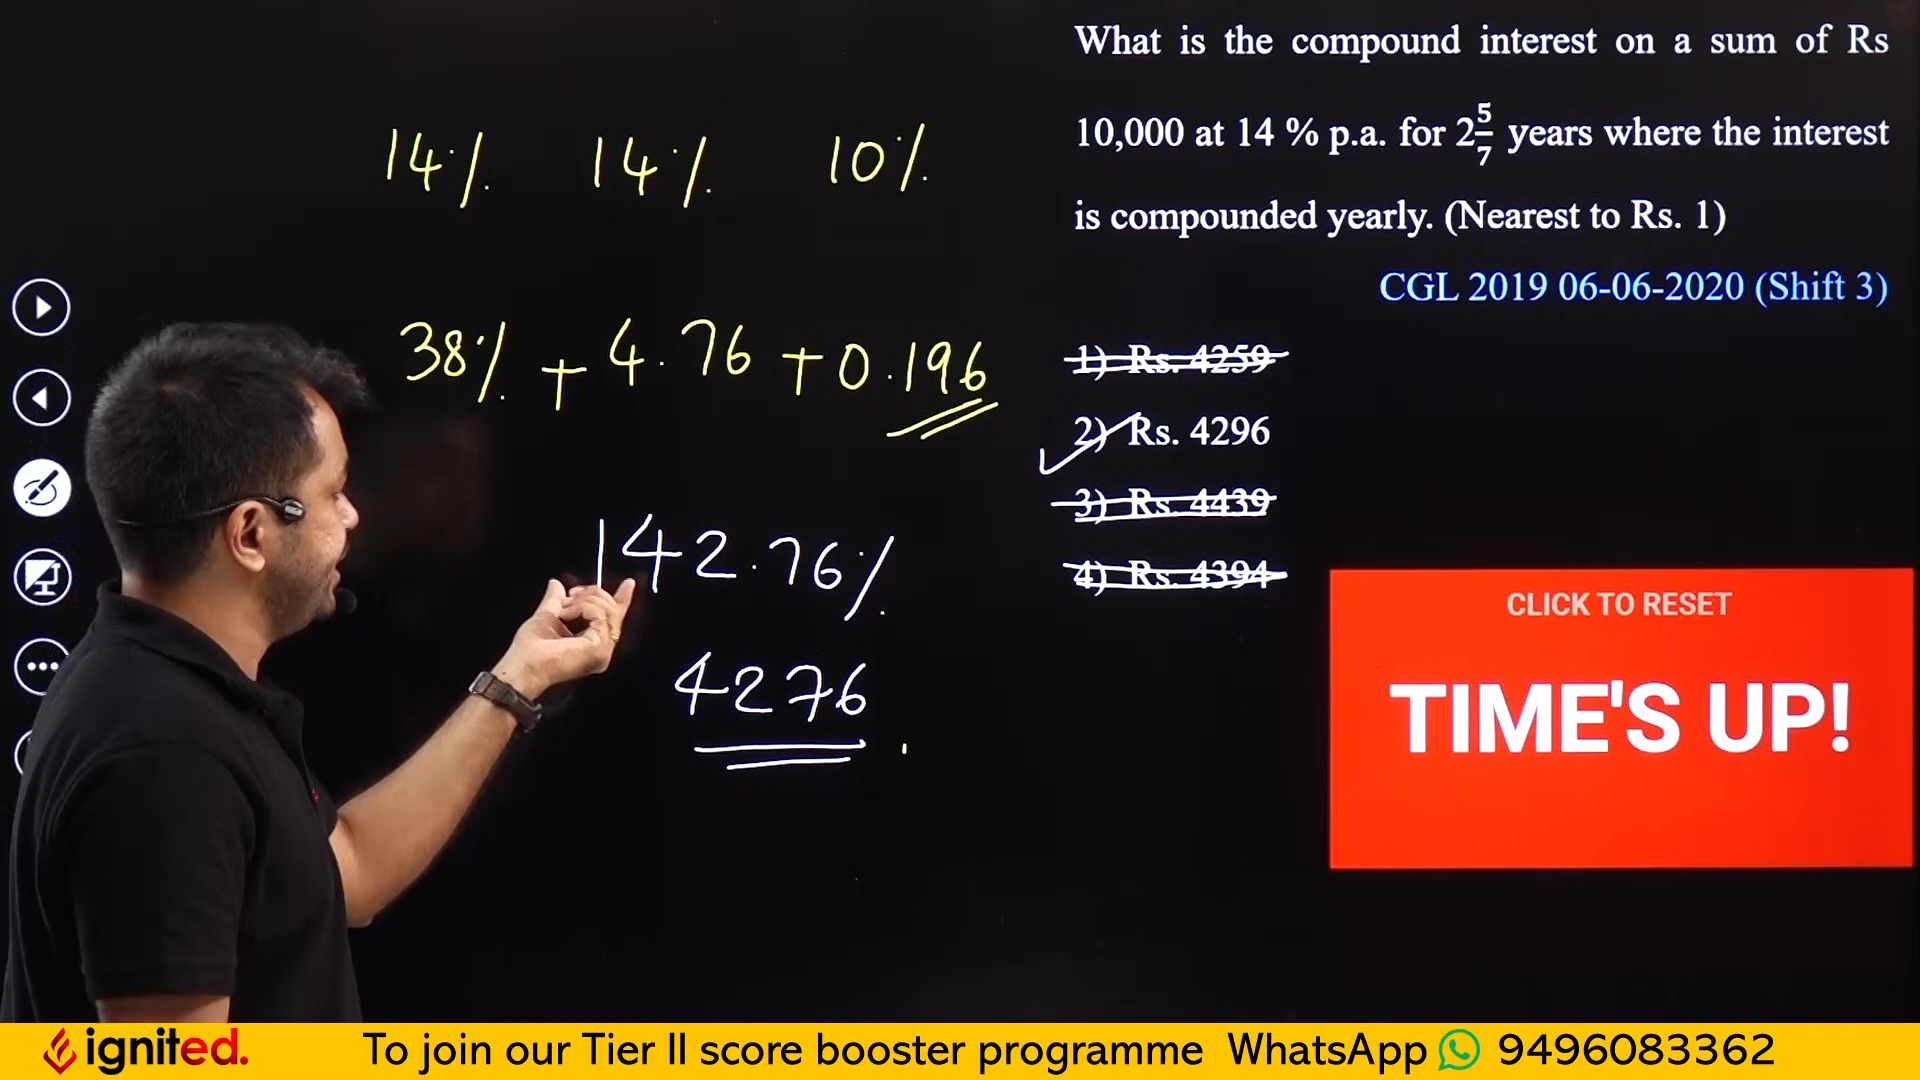 What is the compound interest on a sum of Rs
10,000 at 14 % p.a. for 2 5/7 years where the interest
is compounded yearly. (Nearest to Rs. 1)
CGL 2019 06-06-2020 (Shift 3)
1) Rs. 4259
2) Rs. 4296
3) Rs. 4439
4) Rs. 4394
14% 14% 10%
38% + 4.76 + 0.196
142.76%
4276
CLICK TO RESET
TIME'S UP!
ignited.
To join our Tier II score booster programme WhatsApp 9496083362